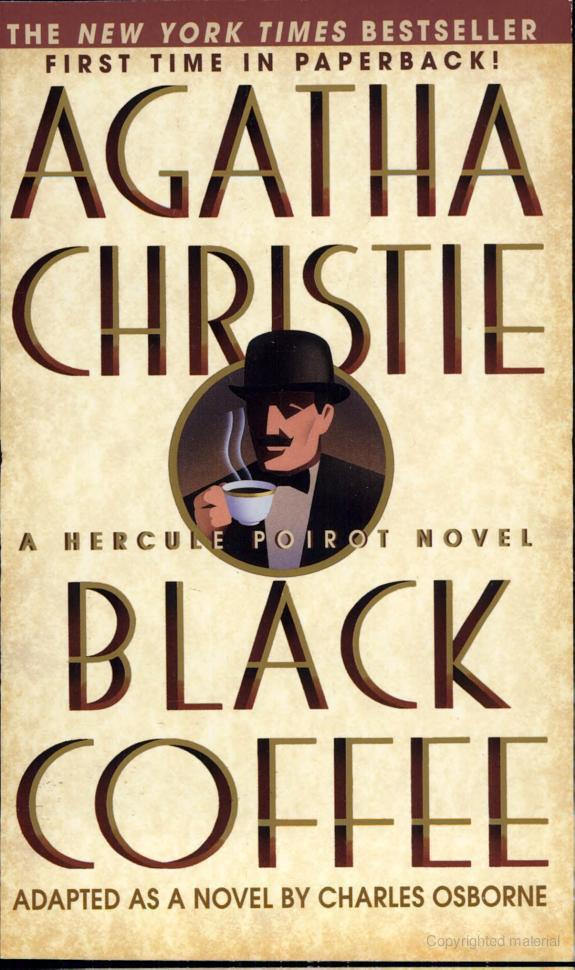 THE NEW YORK TIMES BESTSELLER
FIRST TIME IN PAPERBACK!
AGATHA
CHRISTIE
A HERCULE POIROT NOVEL
BLACK
COFFEE
ADAPTED AS A NOVEL BY CHARLES OSBORNE
Copyrighted material